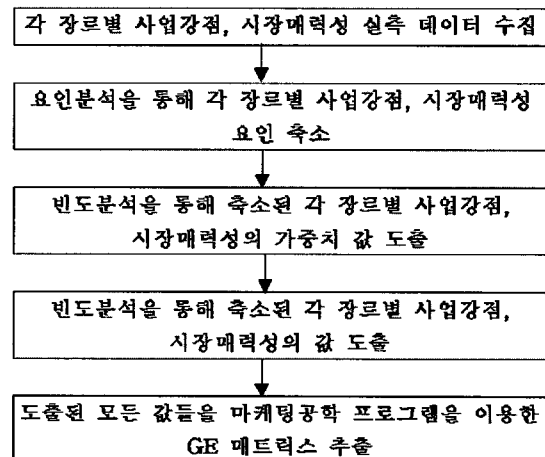 각 장르별 사업강점, 시장매력성 실측 데이터 수집
요인분석을 통해 각 장르별 사업강점, 시장매력성
요인 축소
빈도분석을 통해 축소된 각 장르별 사업강점,
시장매력성의 가중치 값 도출
빈도분석을 통해 축소된 각 장르별 사업강점,
시장매력성의 값 도출
도출된 모든 값들을 마케팅공학 프로그램을 이용한
GE 매트릭스 추출